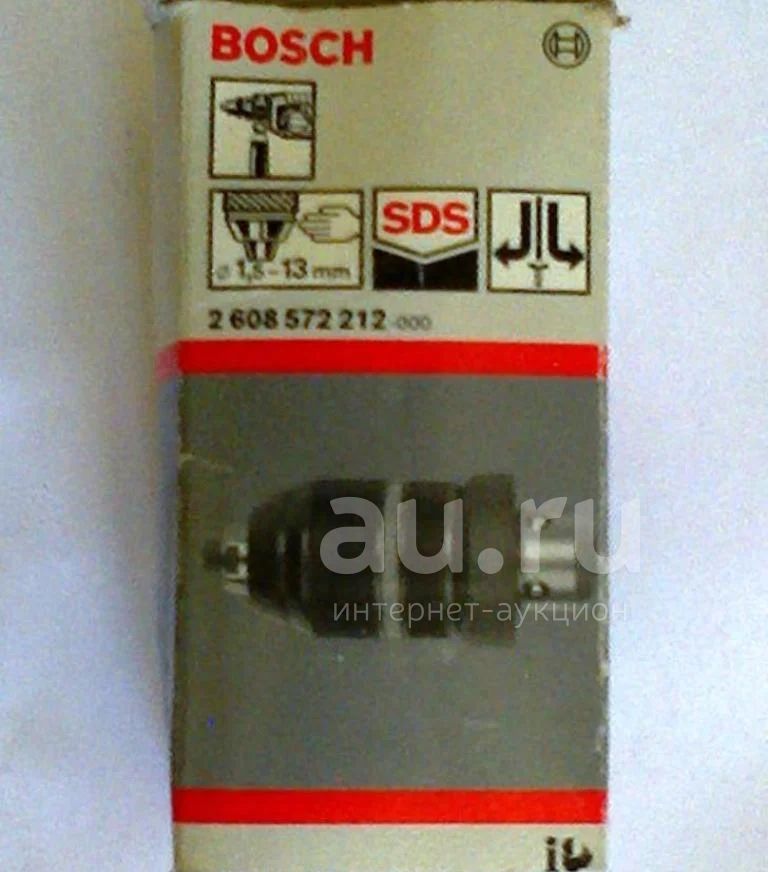 BOSCH
SDS
ø 1,5-13 mm
2 608 572 212 -000
au.ru
интернет-аукцион